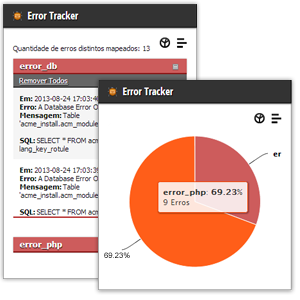 Error Tracker
Quantidade de erros distintos mapeados: 13
error_db
Remover Todos
Em: 2013-08-24 17:03:4
Erro: A Database Error O
Mensagem: Table
'acme_install.acm_module
SQL: SELECT * FROM acm
lang_key_rotule
Em: 2013-08-24 17:03:39
Erro: A Database Error O
Mensagem: Table
'acme_install.acm_module
SQL: SELECT * FROM acm
error_php
Error Tracker
er
error_php: 69.23%
9 Erros
69.23%